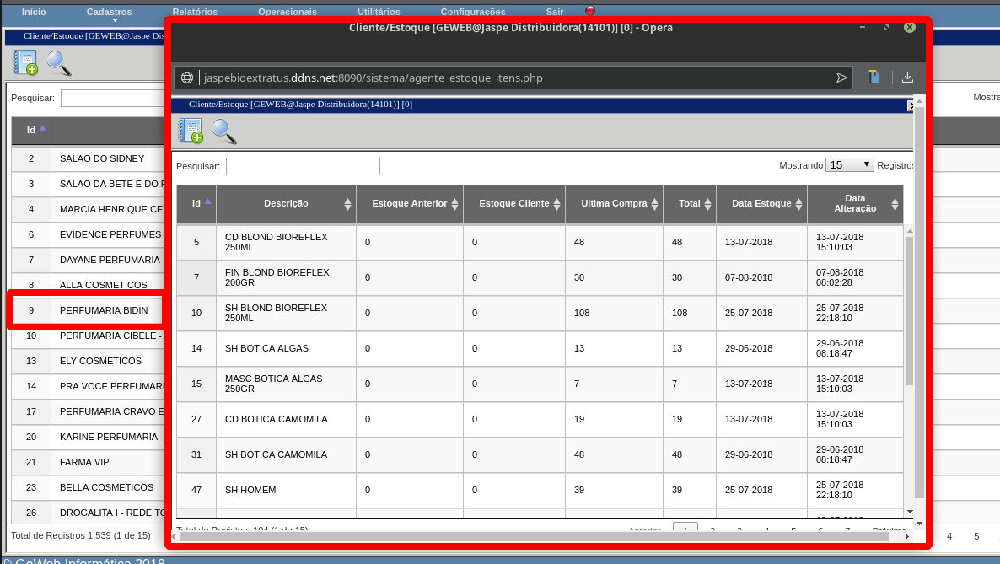 Início Cadastros Relatórios Operacionais Utilitários Configurações Sair
Cliente/Estoque [GEWEB@Jaspe Dis
Pesquisar:
Mostra
Id
2 SALAO DO SIDNEY
3 SALAO DA BETE E DO
4 MARCIA HENRIQUE CE
6 EVIDENCE PERFUMES
7 DAYANE PERFUMARIA
8 ALLA COSMETICOS
9 PERFUMARIA BIDIN
10 PERFUMARIA CIBELE -
13 ELY COSMETICOS
14 PRA VOCE PERFUMARI
17 PERFUMARIA CRAVO E
20 KARINE PERFUMARIA
21 FARMA VIP
23 BELLA COSMETICOS
26 DROGALITA I - REDE TO
Total de Registros 1.539 (1 de 15)
4 5
© GeWeb Informática 2018
Cliente/Estoque [GEWEB@Jaspe Distribuidora(14101)] [0] - Opera
jaspebioextratus.ddns.net:8090/sistema/agente_estoque_itens.php
Cliente/Estoque [GEWEB@Jaspe Distribuidora(14101)] [0]
Pesquisar:
Mostrando 15 Registros
Id Descrição Estoque Anterior Estoque Cliente Ultima Compra Total Data Estoque Data
Alteração
5 CD BLOND BIOREFLEX
250ML 0 0 48 48 13-07-2018 13-07-2018
15:10:03
7 FIN BLOND BIOREFLEX
200GR 0 0 30 30 07-08-2018 07-08-2018
08:02:28
10 SH BLOND BIOREFLEX
250ML 0 0 108 108 25-07-2018 25-07-2018
22:18:10
14 SH BOTICA ALGAS 0 0 13 13 29-06-2018 29-06-2018
08:18:47
15 MASC BOTICA ALGAS
250GR 0 0 7 7 13-07-2018 13-07-2018
15:10:03
27 CD BOTICA CAMOMILA 0 0 19 19 13-07-2018 13-07-2018
15:10:03
31 SH BOTICA CAMOMILA 0 0 48 48 29-06-2018 29-06-2018
08:18:47
47 SH HOMEM 0 0 39 39 25-07-2018 25-07-2018
22:18:10
Total de Registros 104 (1 de 15)
Anterior 1 2 3 4 5 6 7 Próximo